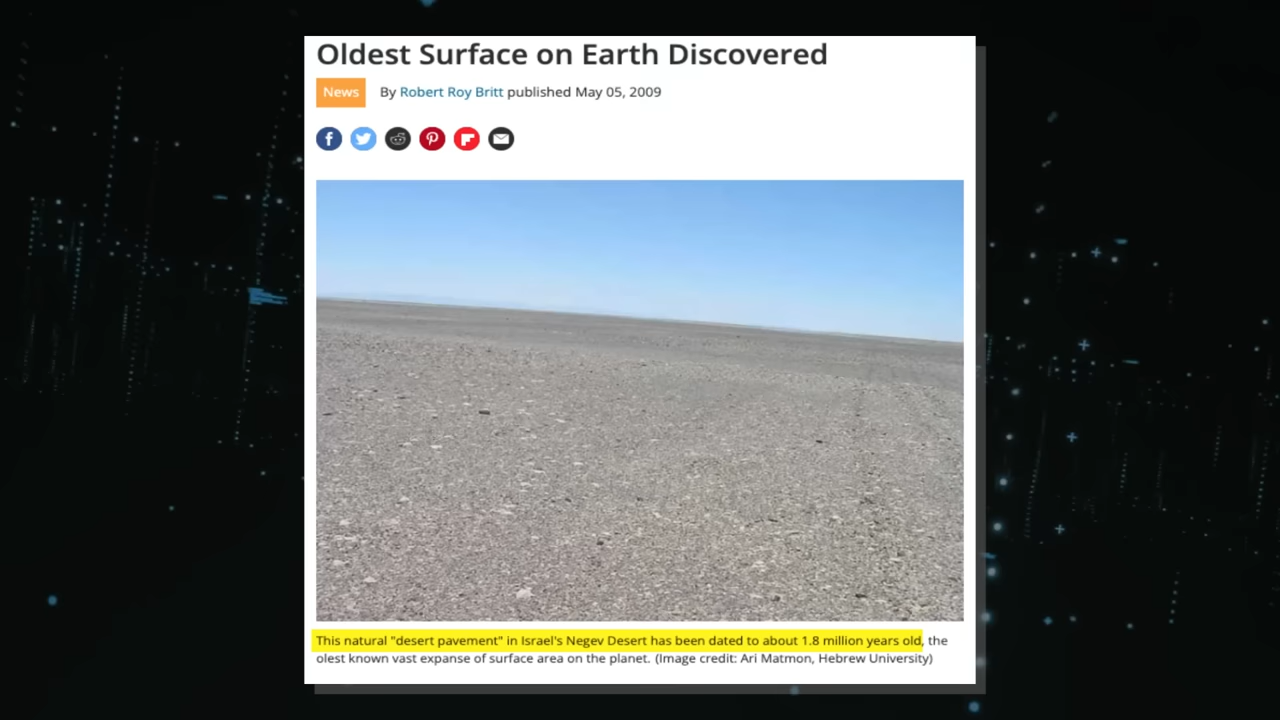 Oldest Surface on Earth Discovered
News By Robert Roy Britt published May 05, 2009
This natural "desert pavement" in Israel's Negev Desert has been dated to about 1.8 million years old, the
olest known vast expanse of surface area on the planet. (Image credit: Ari Matmon, Hebrew University)